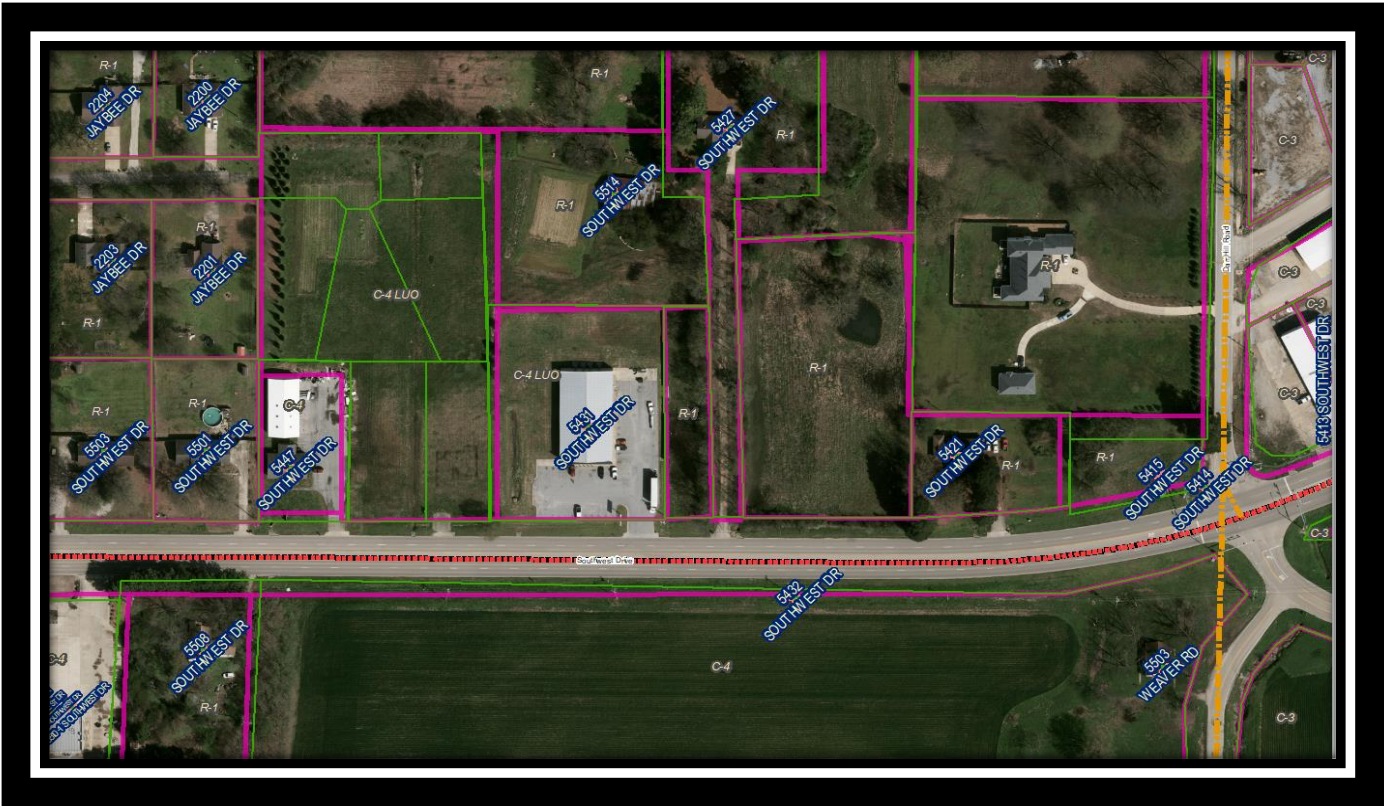 R-1
R-1
C-3
2204
JAYBEE DR
2200
JAYBEE DR
5427
SOUTHWEST DR
R-1
C-3
5514
SOUTHWEST DR
R-1
R-1
2203
JAYBEE DR
2201
JAYBEE DR
Road
R-1
C-3
C-4 LUO
C-3
R-1
5413 SOUTHWEST DR
C-4 LUO
R-1
C-3
R-1
R-1
C-4
R-1
5503
SOUTHWEST DR
5501
SOUTHWEST DR
5447
SOUTHWEST DR
5431
SOUTHWEST DR
5421
SOUTHWEST DR
R-1
R-1
5415
SOUTHWEST DR
5414
SOUTHWEST DR
C-3
Southwest Drive
5432
SOUTHWEST DR
5508
SOUTHWEST DR
C-4
C-4
5503
WEAVER RD
R-1
C-3